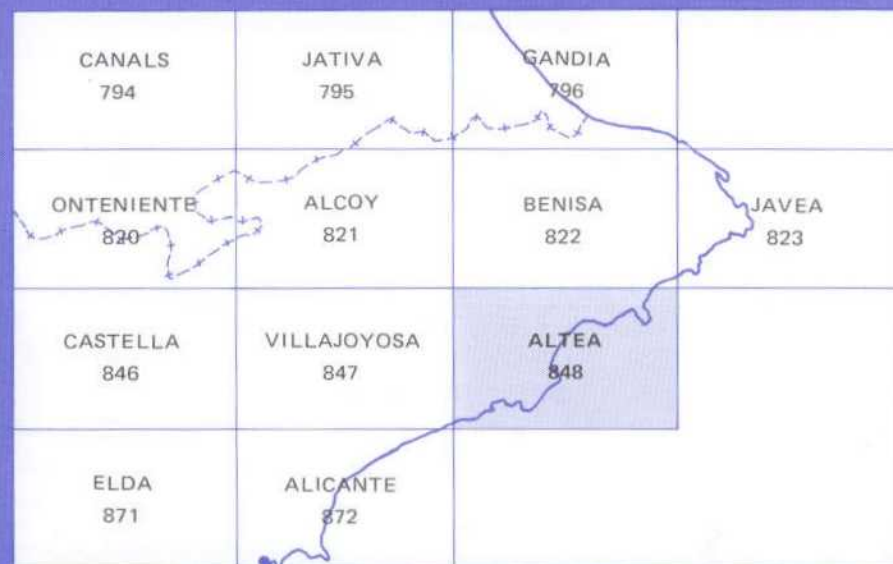 CANALS
794
JATIVA
795
GANDIA
796
ONTENIENTE
820
ALCOY
821
BENISA
822
JAVEA
823
CASTELLA
846
VILLAJOYOSA
847
ALTEA
848
ELDA
871
ALICANTE
872